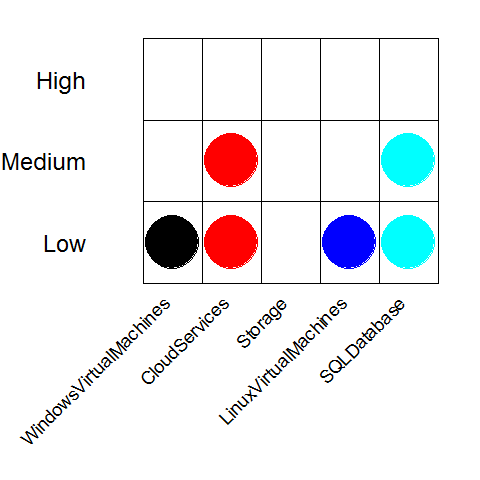 High
Medium
Low
WindowsVirtualMachines
CloudServices
Storage
LinuxVirtualMachines
SQLDatabase